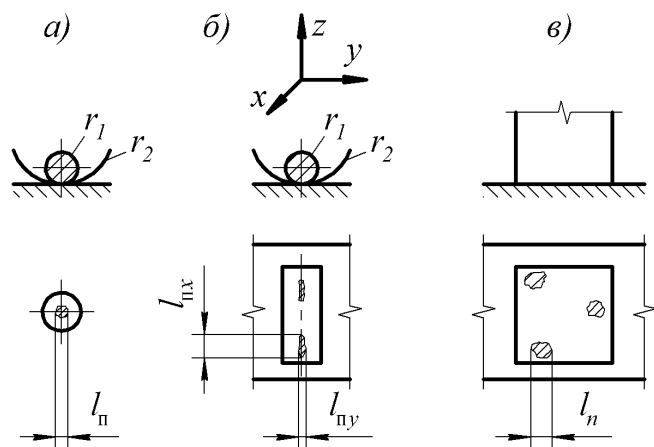 а) б) в)
z
y
x
r₁ r₂ r₁ r₂
lпx
lп lпy ln